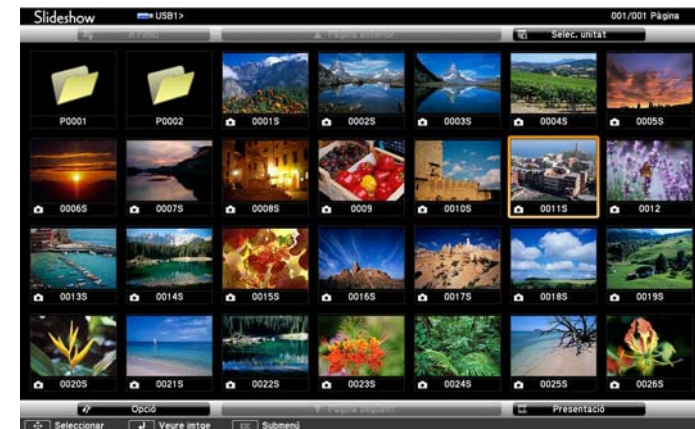 Slideshow USB1> 001/001 Pàgina
Selec. unitat
P0001 P0002 0001S 0002S 0003S 0004S 0005S
0006S 0007S 0008S 0009 0010S 0011S 0012
0013S 0014S 0015S 0016S 0017S 0018S 0019S
0020S 0021S 0022S 0023S 0024S 0025S 0026S
Opció Pàgina següent Presentació
Seleccionar Veure imtge Submenú